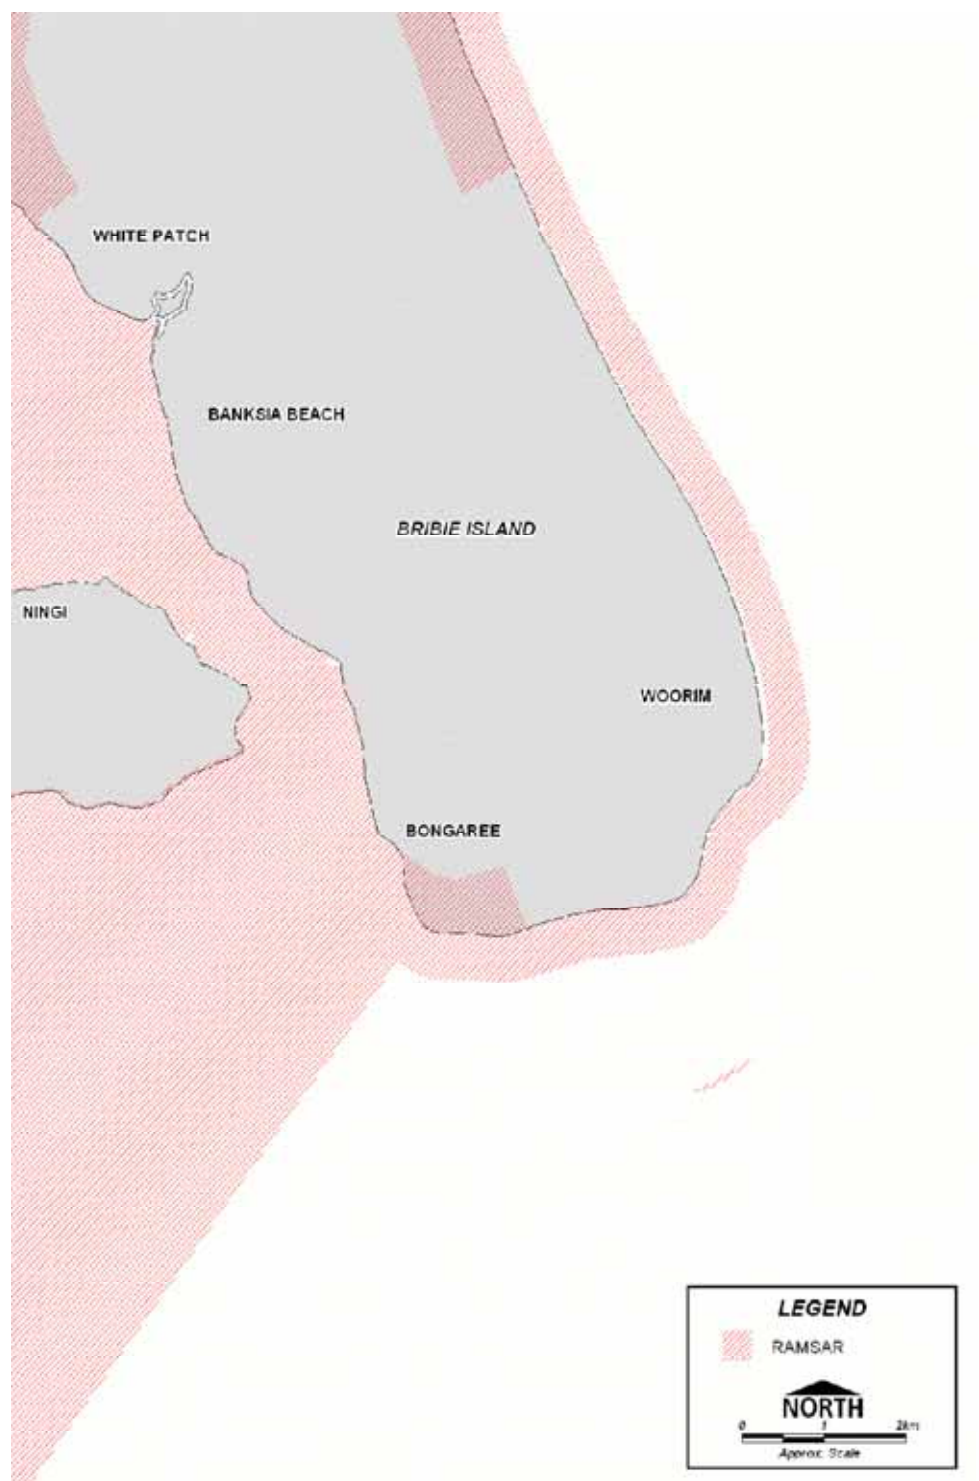 WHITE PATCH
BANKSIA BEACH
BRIBIE ISLAND
NINGI
WOORIM
BONGAREE
LEGEND
RAMSAR
NORTH
0 1 2km
Approx. Scale